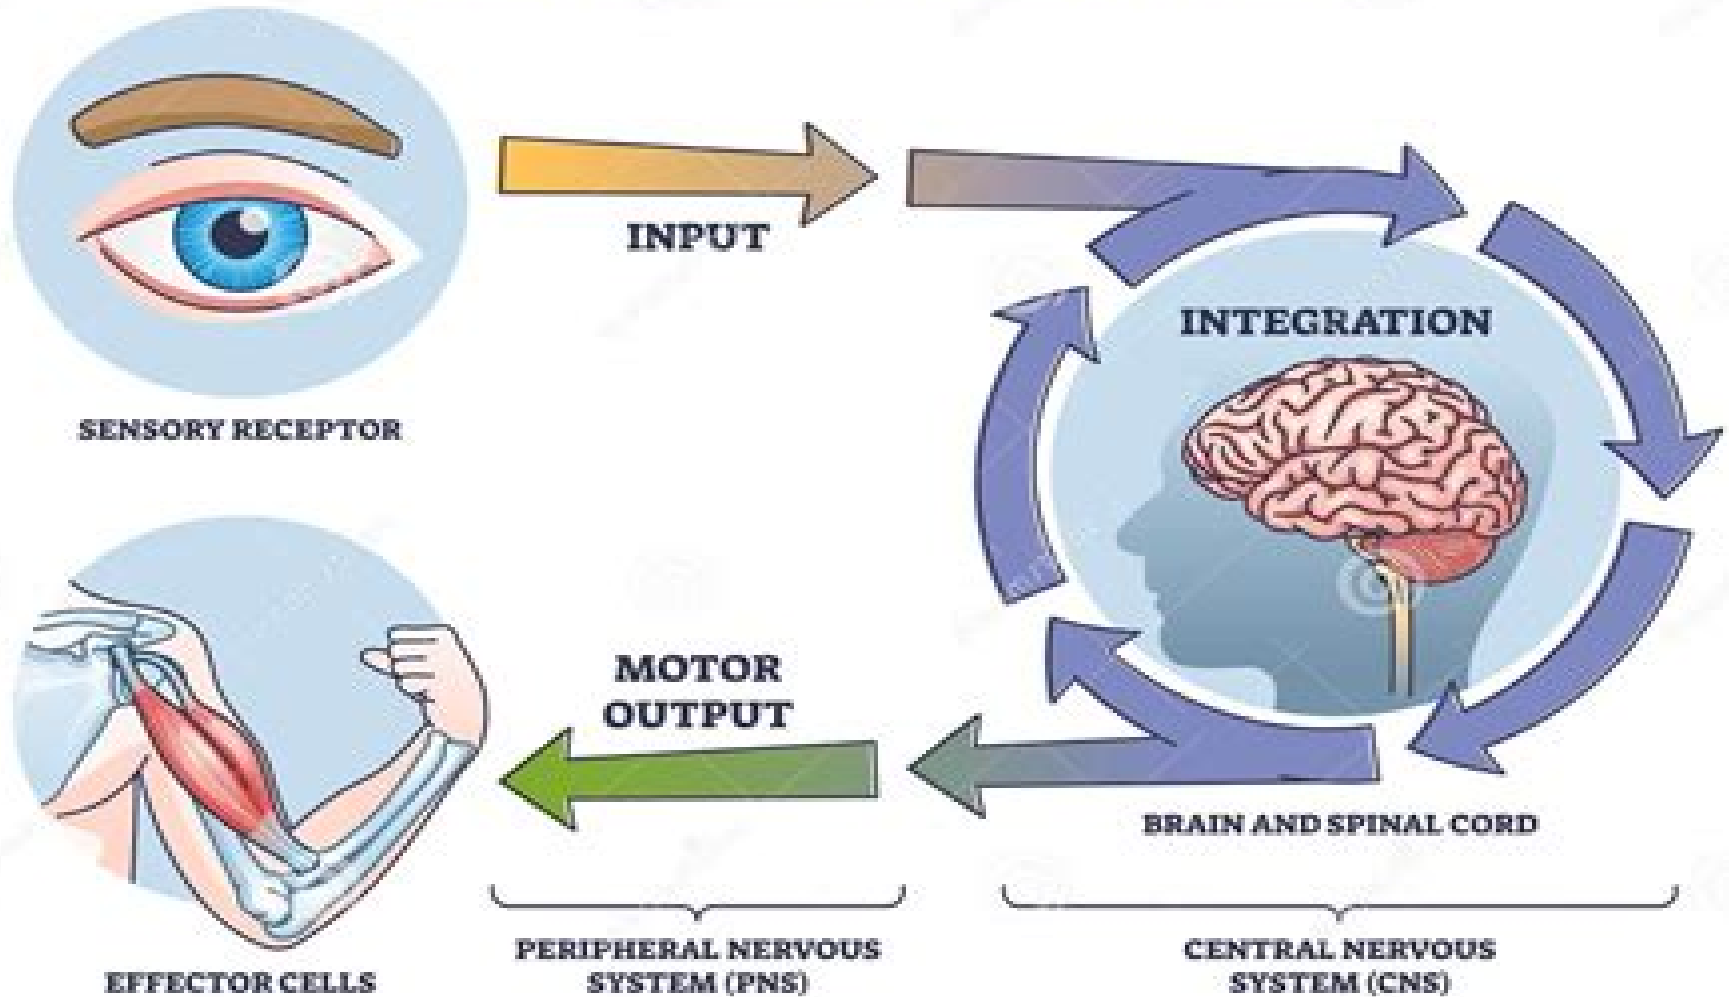 INPUT
INTEGRATION
SENSORY RECEPTOR
MOTOR
OUTPUT
BRAIN AND SPINAL CORD
PERIPHERAL NERVOUS
SYSTEM (PNS)
CENTRAL NERVOUS
SYSTEM (CNS)
EFFECTOR CELLS